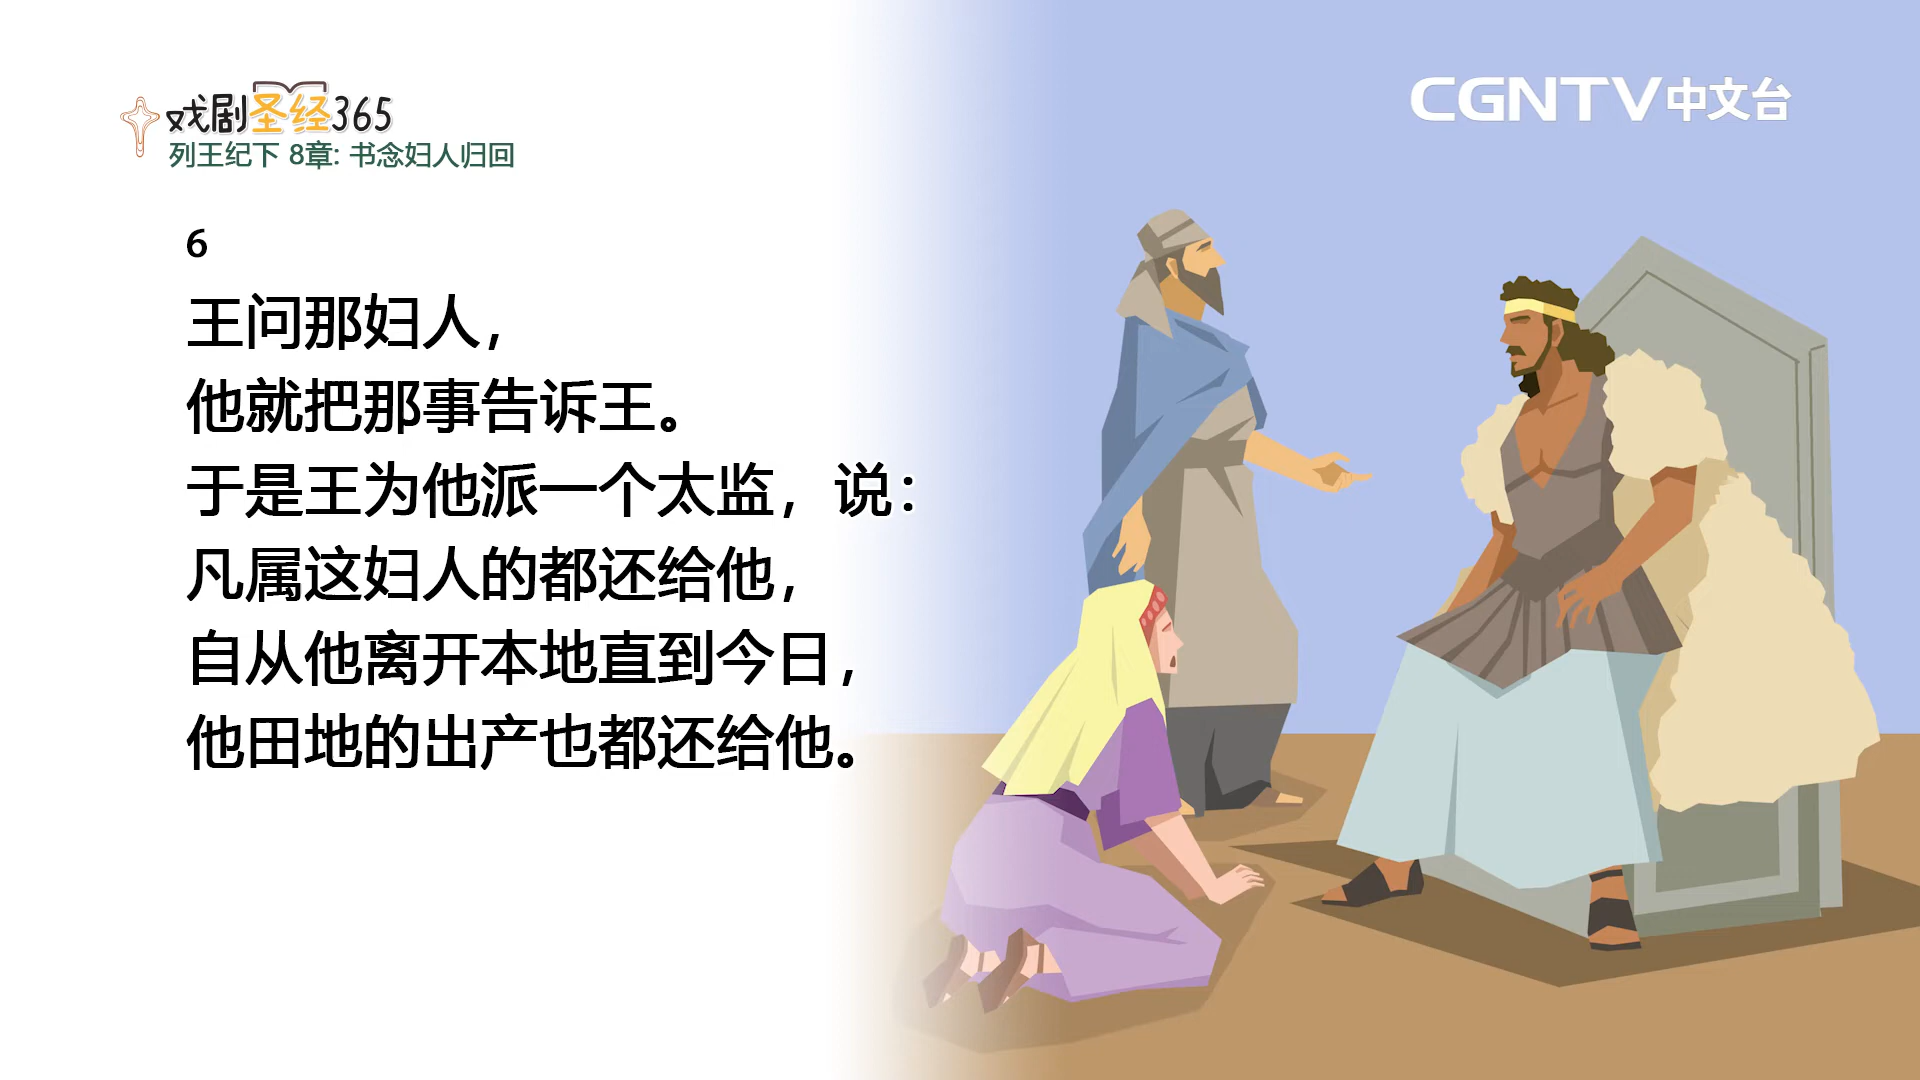 戏剧圣经365
CGNTV中文台
列王纪下 8章: 书念妇人归回
6
王问那妇人，
他就把那事告诉王。
于是王为他派一个太监，说：
凡属这妇人的都还给他，
自从他离开本地直到今日，
他田地的出产也都还给他。